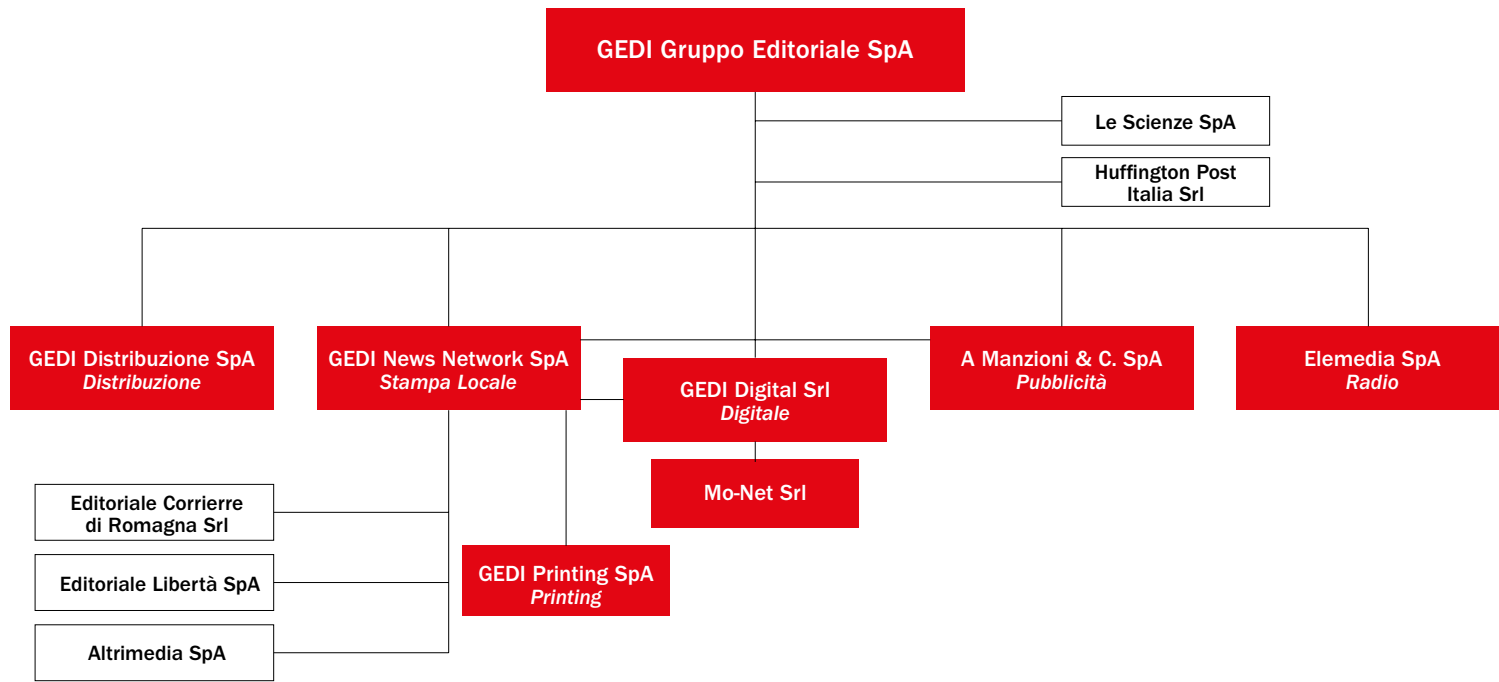 GEDI Gruppo Editoriale SpA
Le Scienze SpA
Huffington Post
Italia Srl
GEDI Distribuzione SpA
Distribuzione
GEDI News Network SpA
Stampa Locale
GEDI Digital Srl
Digitale
A Manzioni & C. SpA
Pubblicità
Elemedia SpA
Radio
Mo-Net Srl
Editoriale Corrierre
di Romagna Srl
GEDI Printing SpA
Printing
Editoriale Libertà SpA
Altrimedia SpA